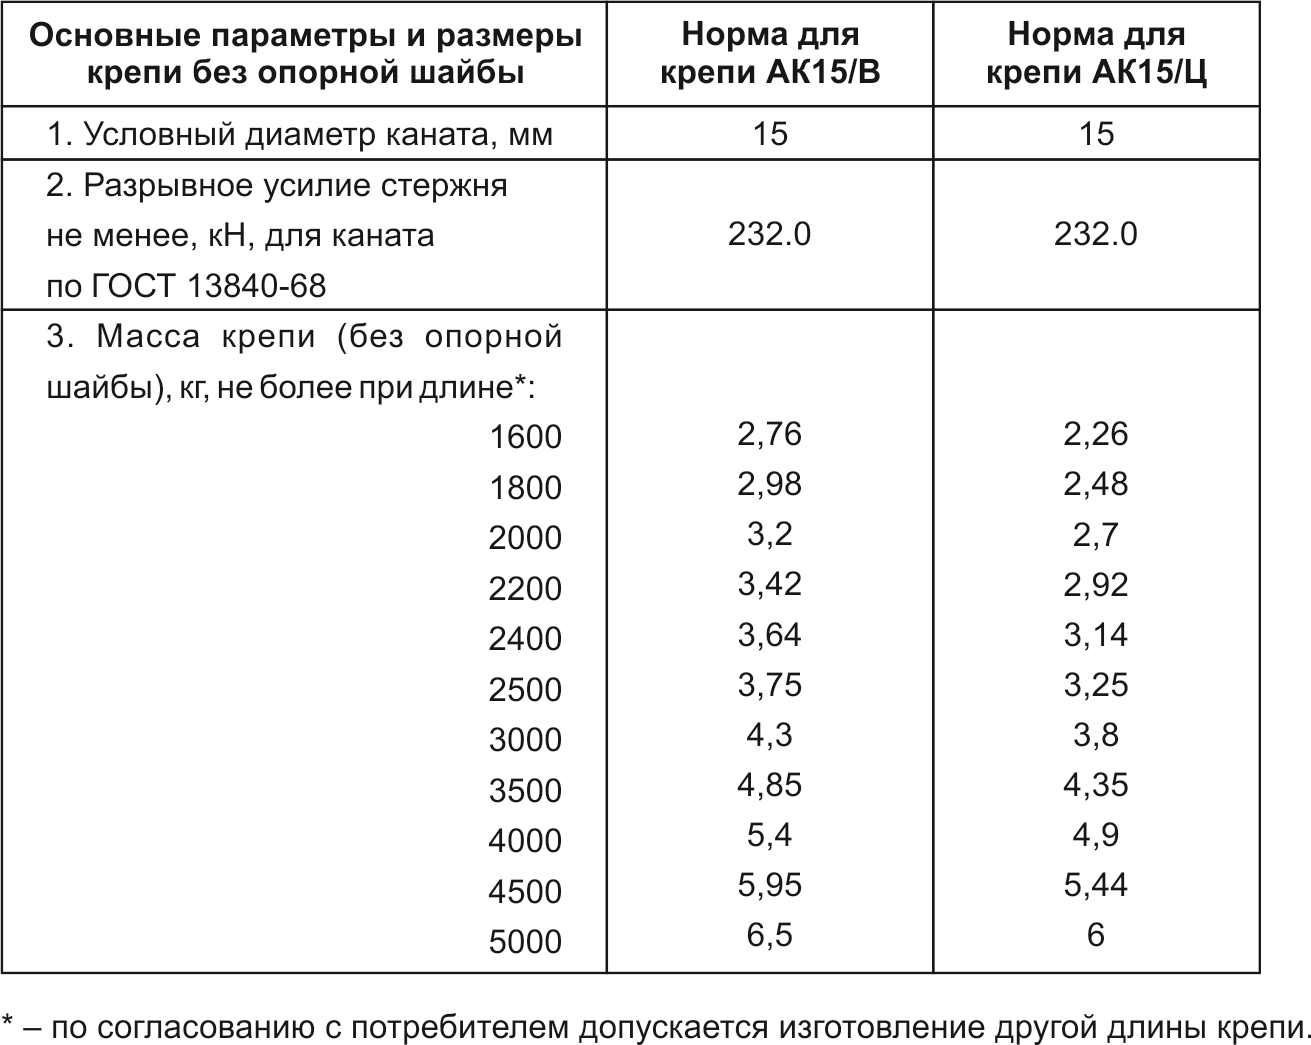 Основные параметры и размеры
крепи без опорной шайбы
Норма для
крепи АК15/В
Норма для
крепи АК15/Ц
1. Условный диаметр каната, мм 15 15
2. Разрывное усилие стержня
не менее, кН, для каната
по ГОСТ 13840-68
232.0 232.0
3. Масса крепи (без опорной
шайбы), кг, не более при длине*:
1600 2,76 2,26
1800 2,98 2,48
2000 3,2 2,7
2200 3,42 2,92
2400 3,64 3,14
2500 3,75 3,25
3000 4,3 3,8
3500 4,85 4,35
4000 5,4 4,9
4500 5,95 5,44
5000 6,5 6
* – по согласованию с потребителем допускается изготовление другой длины крепи.